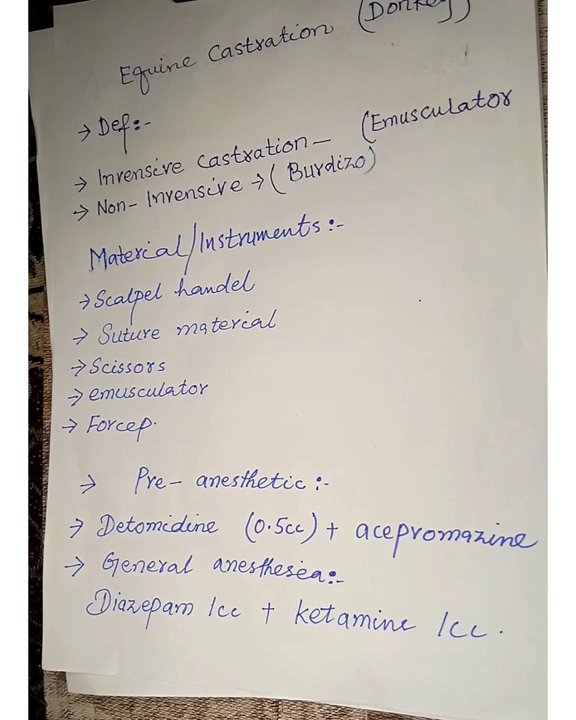 Equine Castration (Donkey)
→ Def:-
→ Invensive Castration - (Emusculator
→ Non-Invensive → (Burdizo)
Material/Instruments:-
→ Scalpel handel
→ Suture material
→ Scissors
→ emusculator
→ Forcep.
→ Pre-anesthetic:-
→ Detomidine (0.5cc) + acepromazine
→ General anesthesea:-
Diazepam 1cc + ketamine 1cc.